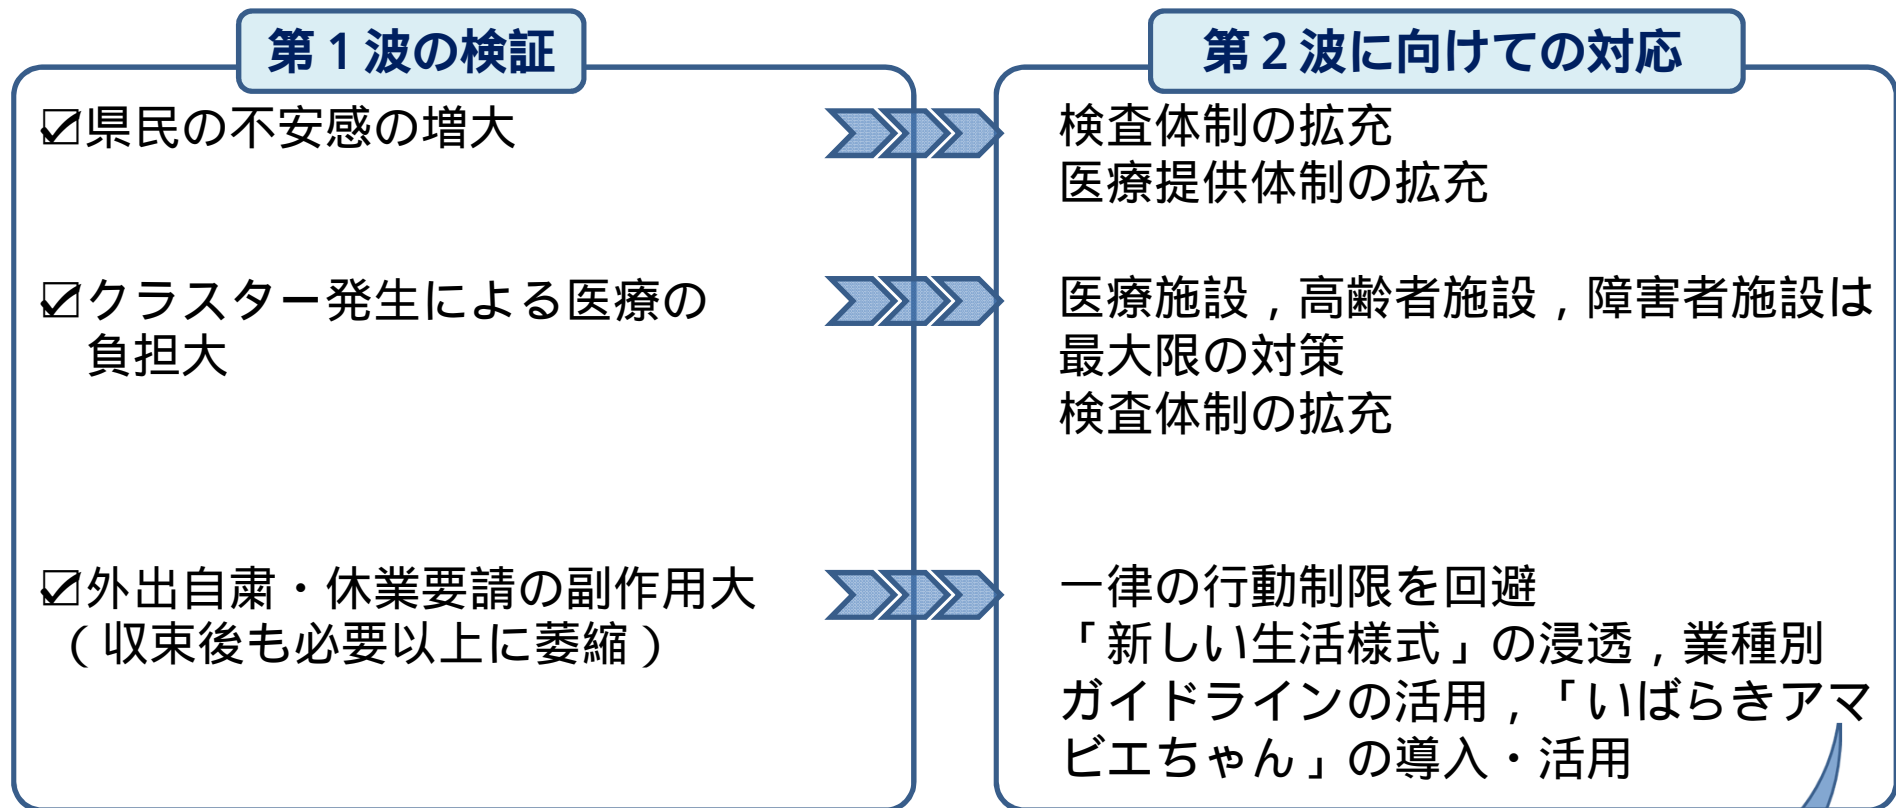 第1波の検証
☑県民の不安感の増大
☑クラスター発生による医療の
負担大
☑外出自粛・休業要請の副作用大
（収束後も必要以上に萎縮）
第2波に向けての対応
検査体制の拡充
医療提供体制の拡充
医療施設，高齢者施設，障害者施設は
最大限の対策
検査体制の拡充
一律の行動制限を回避
「新しい生活様式」の浸透，業種別
ガイドラインの活用，「いばらきアマ
ビエちゃん」の導入・活用